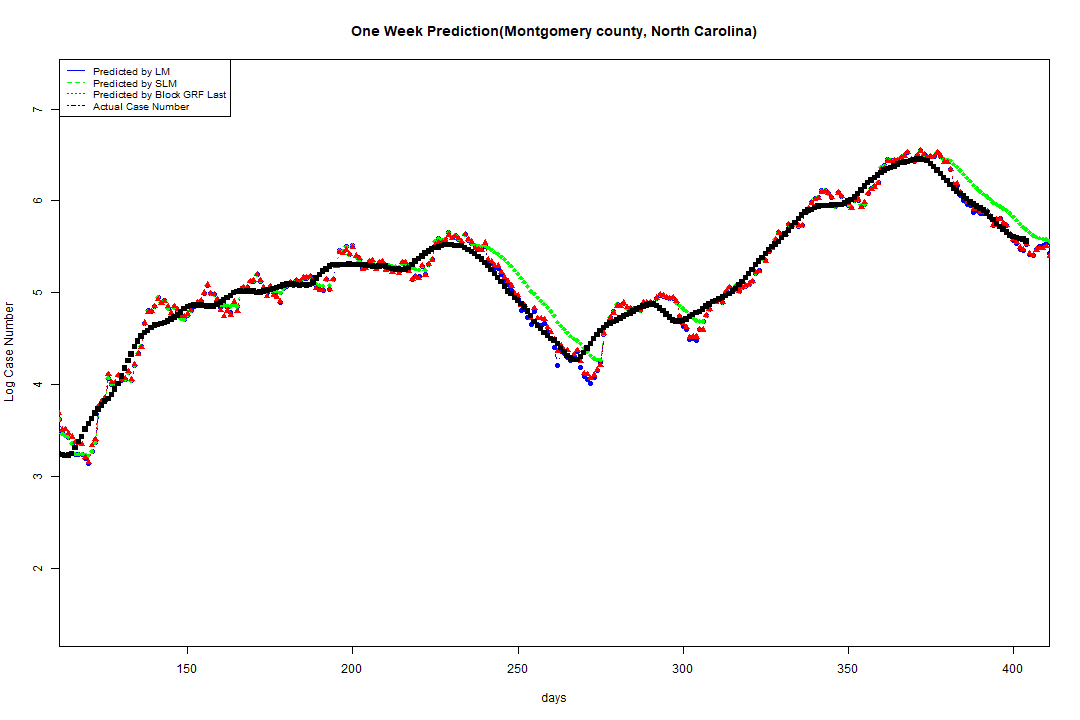 One Week Prediction(Montgomery county, North Carolina)
Predicted by LM
Predicted by SLM
Predicted by Block GRF Last
Actual Case Number
7
6
5
4
3
2
Log Case Number
150 200 250 300 350 400
days